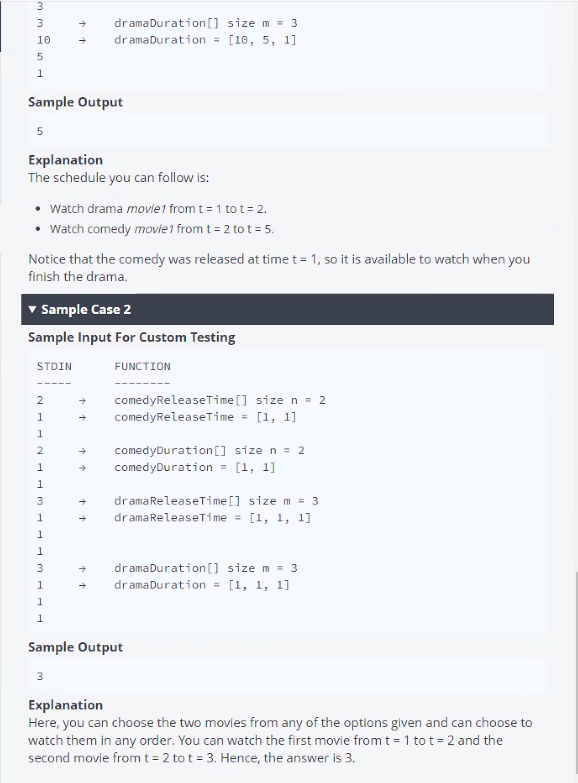 3
3 → dramaDuration[] size m = 3
10 → dramaDuration = [10, 5, 1]
5
1
Sample Output
5
Explanation
The schedule you can follow is:
• Watch drama movie1 from t = 1 to t = 2.
• Watch comedy movie1 from t = 2 to t = 5.
Notice that the comedy was released at time t = 1, so it is available to watch when you
finish the drama.
▼ Sample Case 2
Sample Input For Custom Testing
STDIN FUNCTION
----- --------
2 → comedyReleaseTime[] size n = 2
1 → comedyReleaseTime = [1, 1]
1
2 → comedyDuration[] size n = 2
1 → comedyDuration = [1, 1]
1
3 → dramaReleaseTime[] size m = 3
1 → dramaReleaseTime = [1, 1, 1]
1
1
3 → dramaDuration[] size m = 3
1 → dramaDuration = [1, 1, 1]
1
1
Sample Output
3
Explanation
Here, you can choose the two movies from any of the options given and can choose to
watch them in any order. You can watch the first movie from t = 1 to t = 2 and the
second movie from t = 2 to t = 3. Hence, the answer is 3.